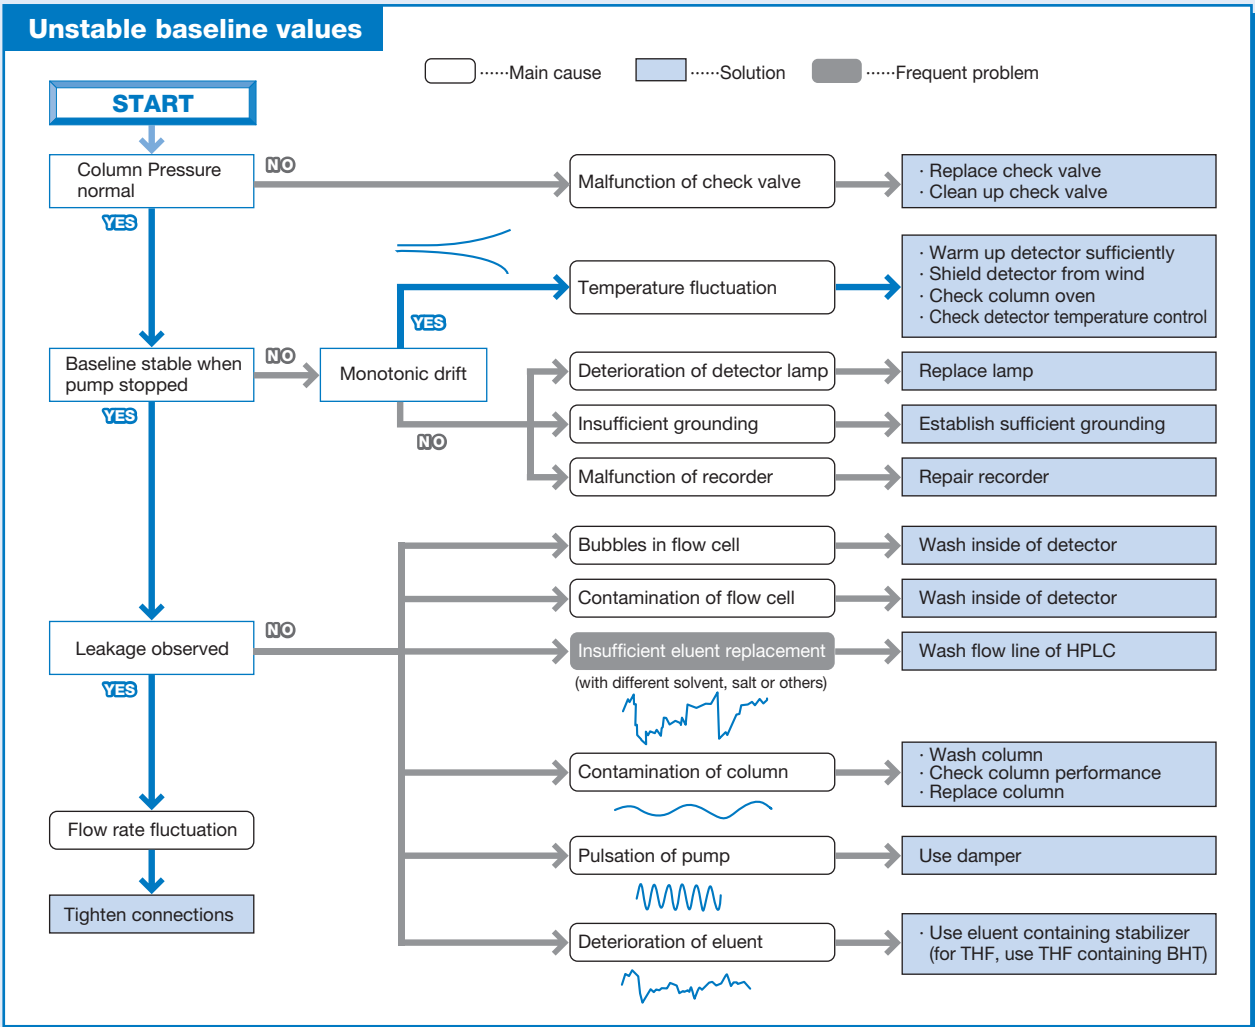 Unstable baseline values
······Main cause
······Solution
······Frequent problem
START
Column Pressure
normal
NO
Malfunction of check valve
· Replace check valve
· Clean up check valve
YES
Temperature fluctuation
· Warm up detector sufficiently
· Shield detector from wind
· Check column oven
· Check detector temperature control
YES
Baseline stable when
pump stopped
NO
Monotonic drift
Deterioration of detector lamp
Replace lamp
YES
NO
Insufficient grounding
Establish sufficient grounding
Malfunction of recorder
Repair recorder
Bubbles in flow cell
Wash inside of detector
Contamination of flow cell
Wash inside of detector
Leakage observed
NO
Insufficient eluent replacement
(with different solvent, salt or others)
Wash flow line of HPLC
YES
Contamination of column
· Wash column
· Check column performance
· Replace column
Flow rate fluctuation
Pulsation of pump
Use damper
Tighten connections
Deterioration of eluent
· Use eluent containing stabilizer
(for THF, use THF containing BHT)